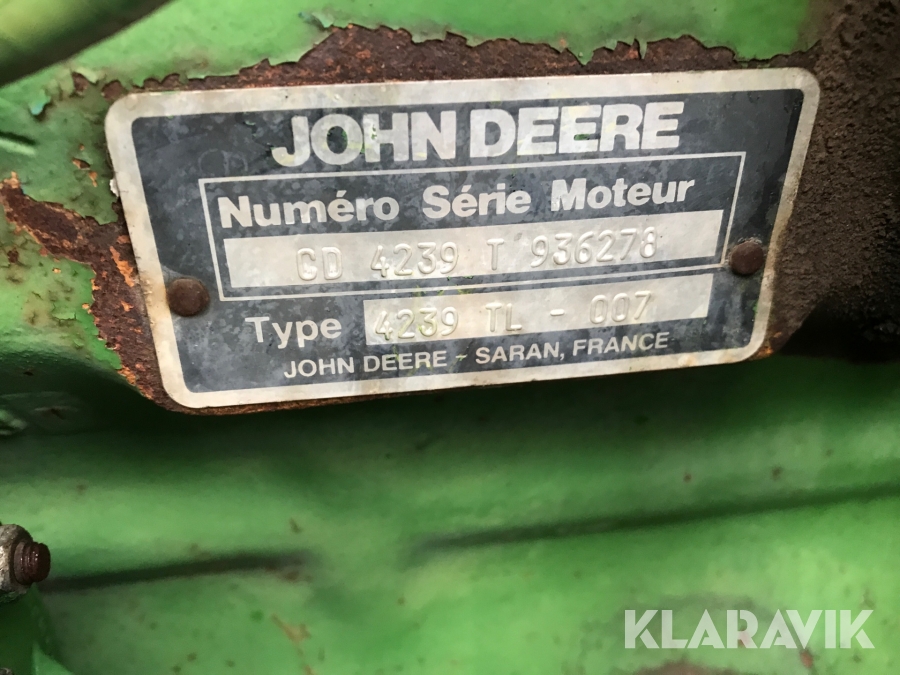 JOHN DEERE
Numéro Série Moteur
CD 4239 T 936278
Type 4239 TL - 007
JOHN DEERE - SARAN, FRANCE
KLARAVIK